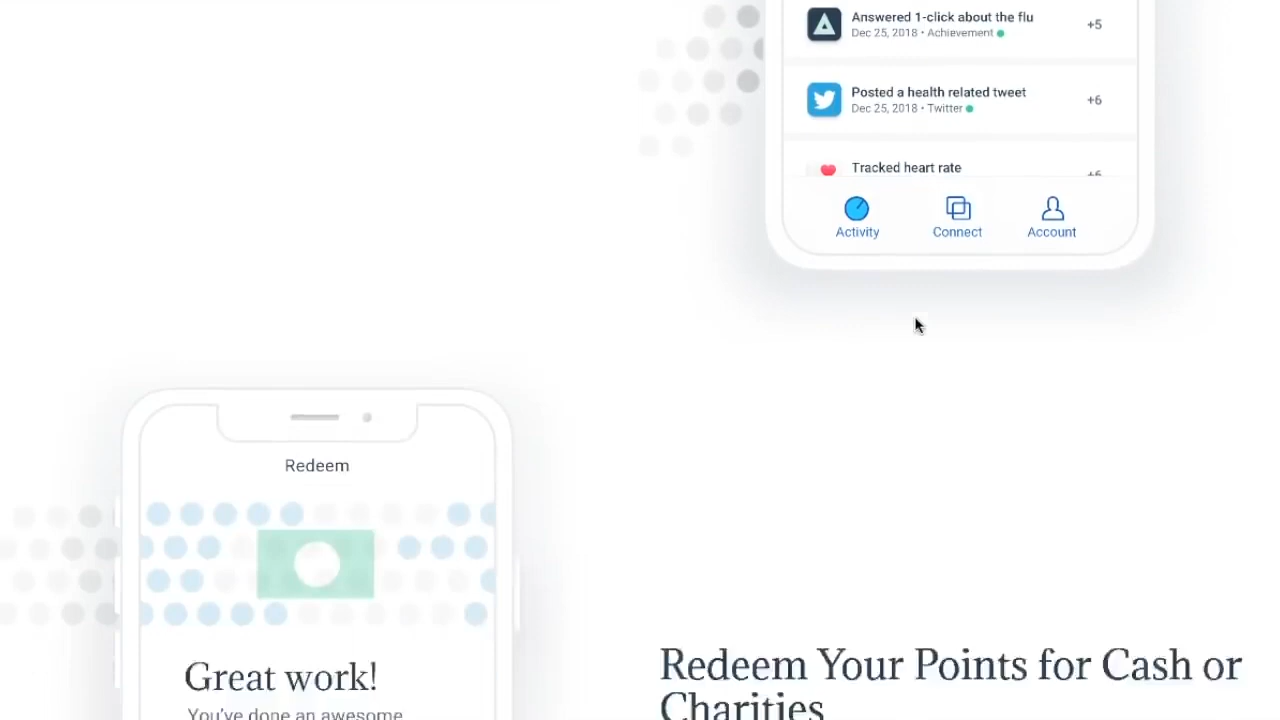 Answered 1-click about the flu
Dec 25, 2018 • Achievement
+5
Posted a health related tweet
Dec 25, 2018 • Twitter
+6
Tracked heart rate
+6
Activity
Connect
Account
Redeem
Great work!
You've done an awesome
Redeem Your Points for Cash or
Charities